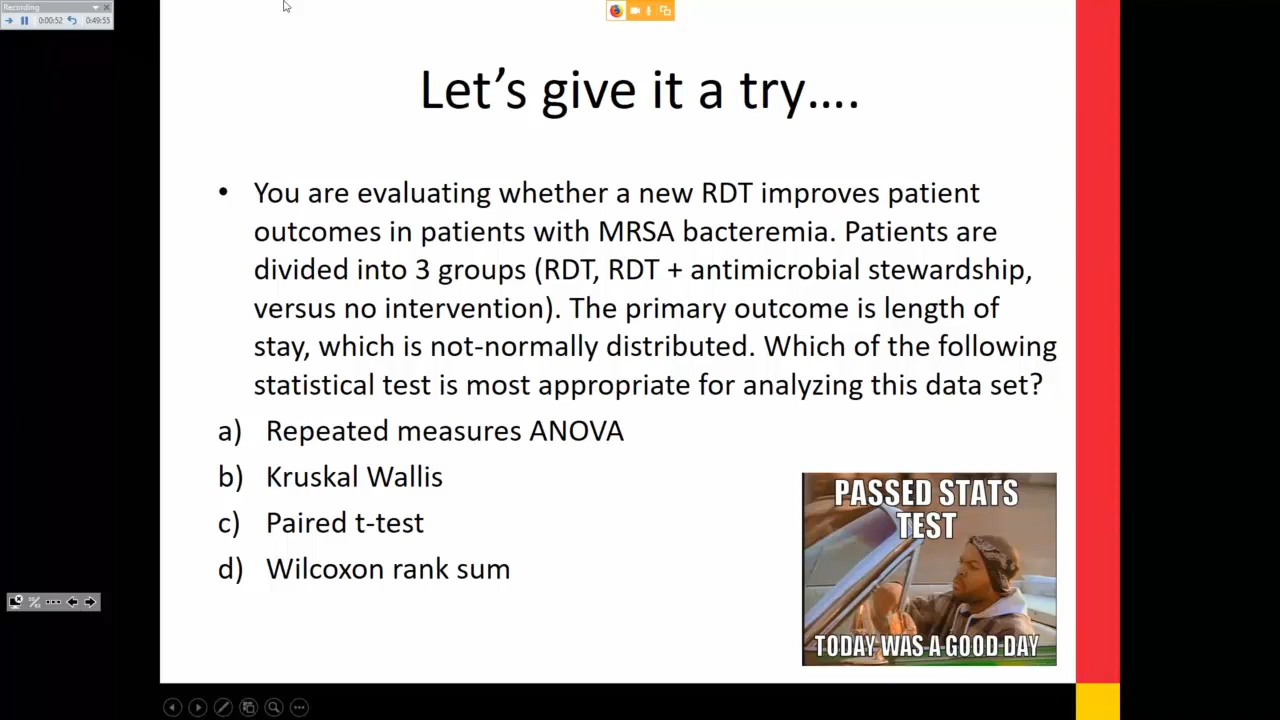 Recording
0:00:52
49:55
Let's give it a try….
• You are evaluating whether a new RDT improves patient
outcomes in patients with MRSA bacteremia. Patients are
divided into 3 groups (RDT, RDT + antimicrobial stewardship,
versus no intervention). The primary outcome is length of
stay, which is not-normally distributed. Which of the following
statistical test is most appropriate for analyzing this data set?
a) Repeated measures ANOVA
b) Kruskal Wallis
c) Paired t-test
d) Wilcoxon rank sum
PASSED STATS
TEST
TODAY WAS A GOOD DAY